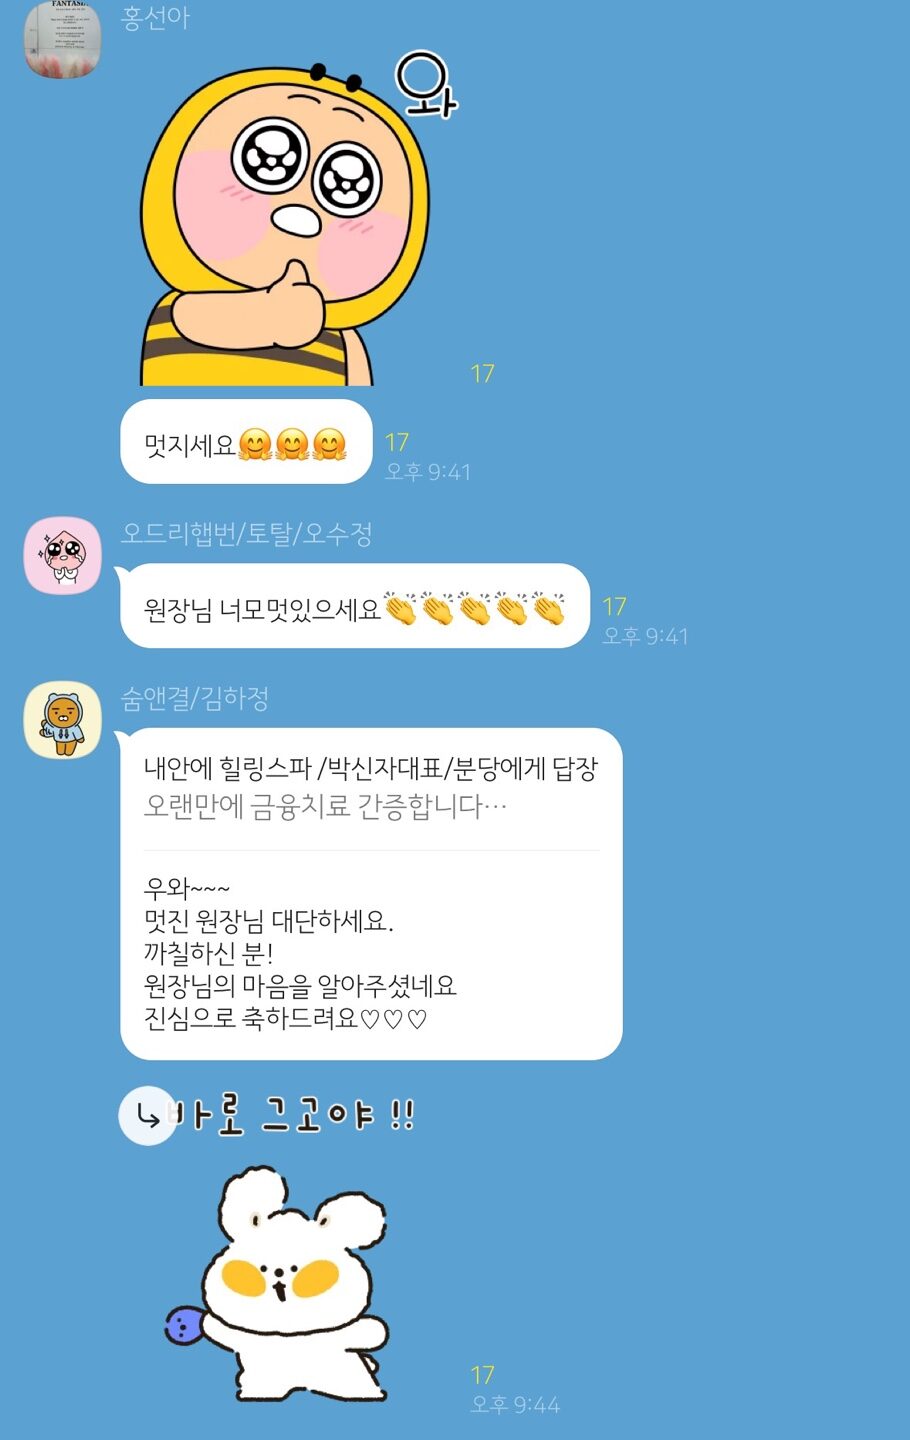 FANTASI
홍선아
와
17
멋지세요🤗🤗🤗
17
오후 9:41
오드리햅번/토탈/오수정
원장님 너모멋있으세요👏👏👏👏👏
17
오후 9:41
숨앤결/김하정
내안에 힐링스파 /박신자대표/분당에게 답장
오랜만에 금융치료 간증합니다…
우와~~~
멋진 원장님 대단하세요.
까칠하신 분!
원장님의 마음을 알아주셨네요
진심으로 축하드려요♡♡♡
바로 그고야 !!
17
오후 9:44